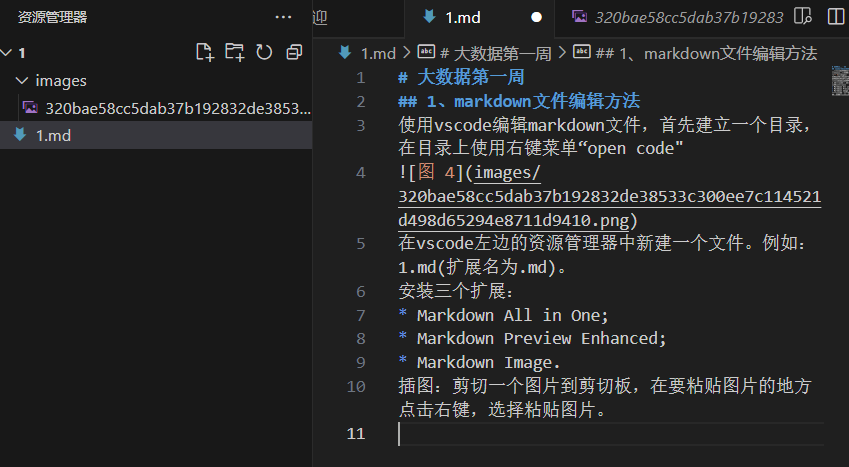 资源管理器
迎
1.md
320bae58cc5dab37b19283
1
1.md > # 大数据第一周 > ## 1、markdown文件编辑方法
images
320bae58cc5dab37b192832de3853...
1.md
1 # 大数据第一周
2 ## 1、markdown文件编辑方法
3 使用vscode编辑markdown文件，首先建立一个目录，
在目录上使用右键菜单“open code"
4 ![图 4](images/
320bae58cc5dab37b192832de38533c300ee7c114521
d498d65294e8711d9410.png)
5 在vscode左边的资源管理器中新建一个文件。例如：
1.md(扩展名为.md)。
6 安装三个扩展：
7 * Markdown All in One;
8 * Markdown Preview Enhanced;
9 * Markdown Image.
10 插图：剪切一个图片到剪切板，在要粘贴图片的地方
点击右键，选择粘贴图片。
11